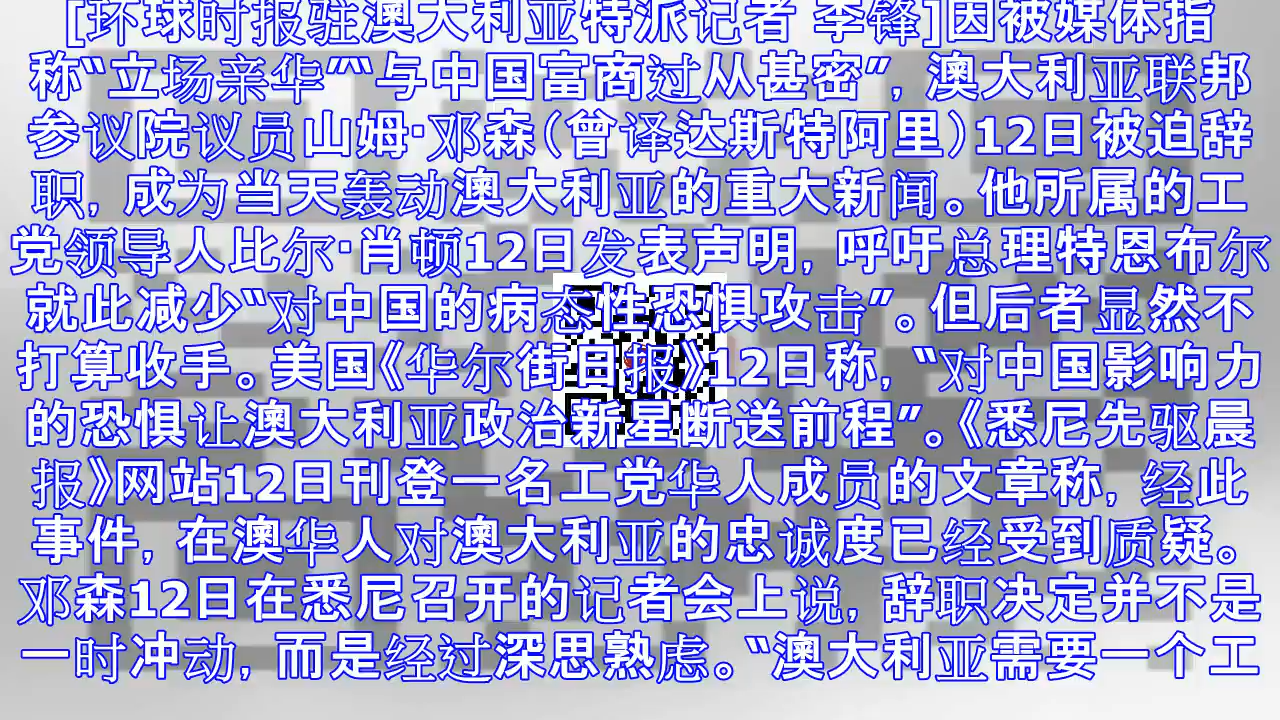 [环球时报驻澳大利亚特派记者 李锋]因被媒体指
称“立场亲华”“与中国富商过从甚密”，澳大利亚联邦
参议院议员山姆·邓森（曾译达斯特阿里）12日被迫辞
职，成为当天轰动澳大利亚的重大新闻。他所属的工
党领导人比尔·肖顿12日发表声明，呼吁总理特恩布尔
就此减少“对中国的病态性恐惧攻击”。但后者显然不
打算收手。美国《华尔街日报》12日称，“对中国影响力
的恐惧让澳大利亚政治新星断送前程”。《悉尼先驱晨
报》网站12日刊登一名工党华人成员的文章称，经此
事件，在澳华人对澳大利亚的忠诚度已经受到质疑。
邓森12日在悉尼召开的记者会上说，辞职决定并不是
一时冲动，而是经过深思熟虑。“澳大利亚需要一个工